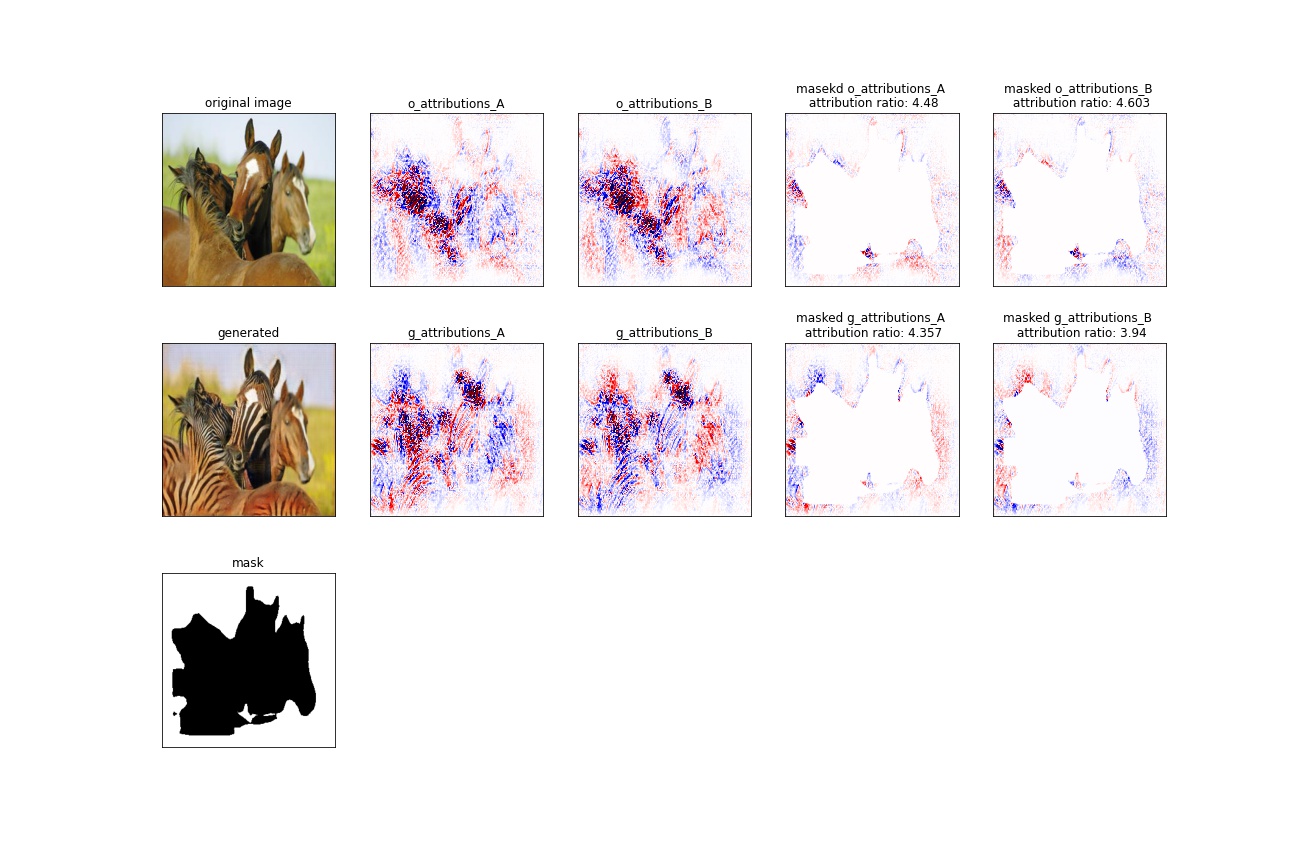 original image
o_attributions_A
o_attributions_B
masekd o_attributions_A
attribution ratio: 4.48
masked o_attributions_B
attribution ratio: 4.603
generated
g_attributions_A
g_attributions_B
masked g_attributions_A
attribution ratio: 4.357
masked g_attributions_B
attribution ratio: 3.94
mask